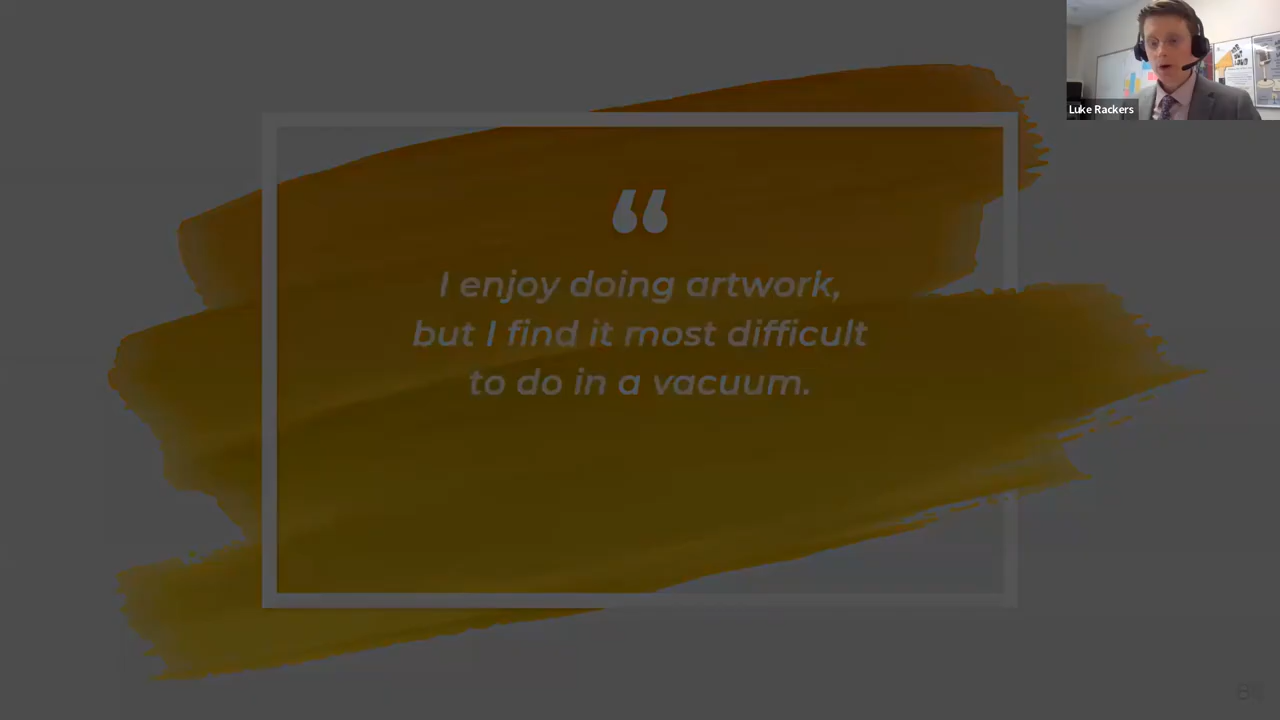 Luke Rackers
“
I enjoy doing artwork,
but I find it most difficult
to do in a vacuum.